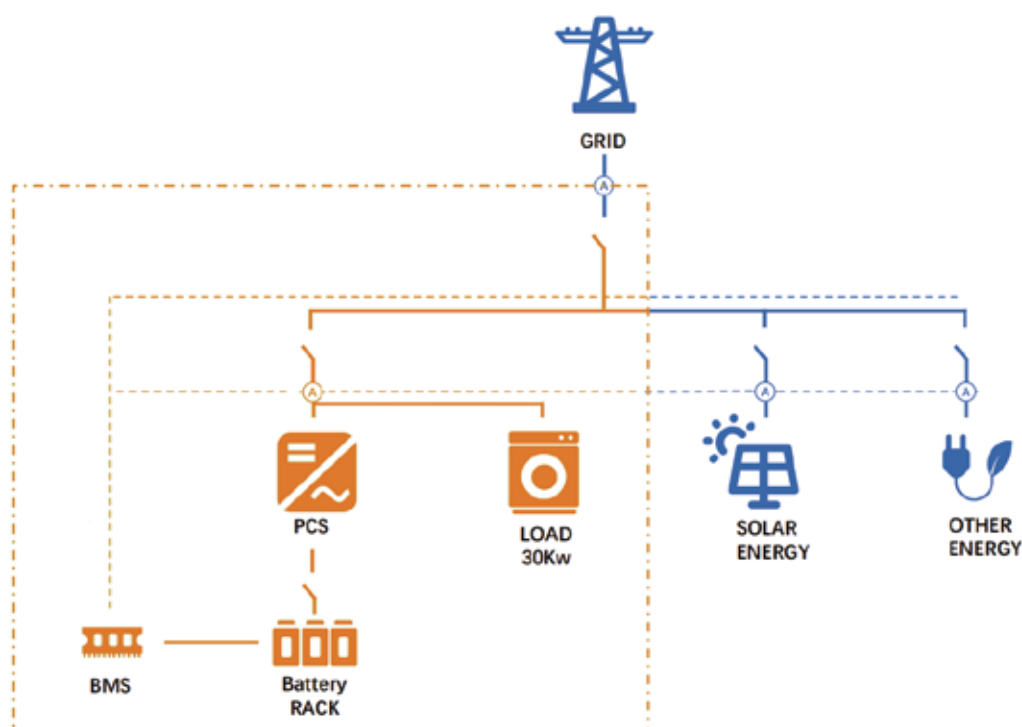 GRID
A
A
A
A
PCS
LOAD
30Kw
SOLAR
ENERGY
OTHER
ENERGY
BMS
Battery
RACK